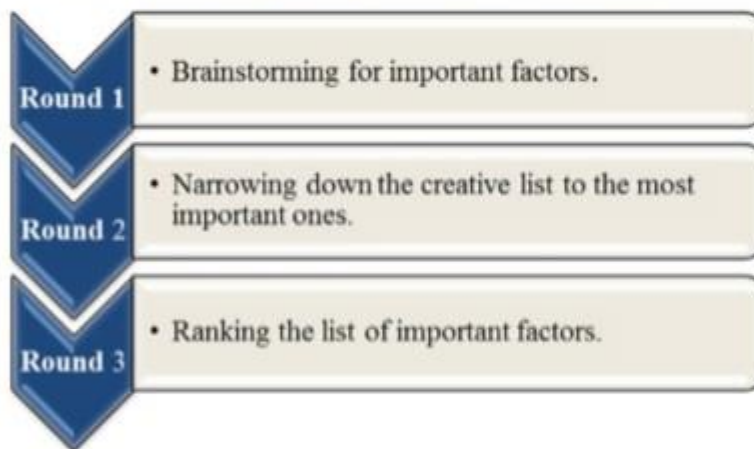 Round 1
• Brainstorming for important factors.
Round 2
• Narrowing down the creative list to the most
important ones.
Round 3
• Ranking the list of important factors.